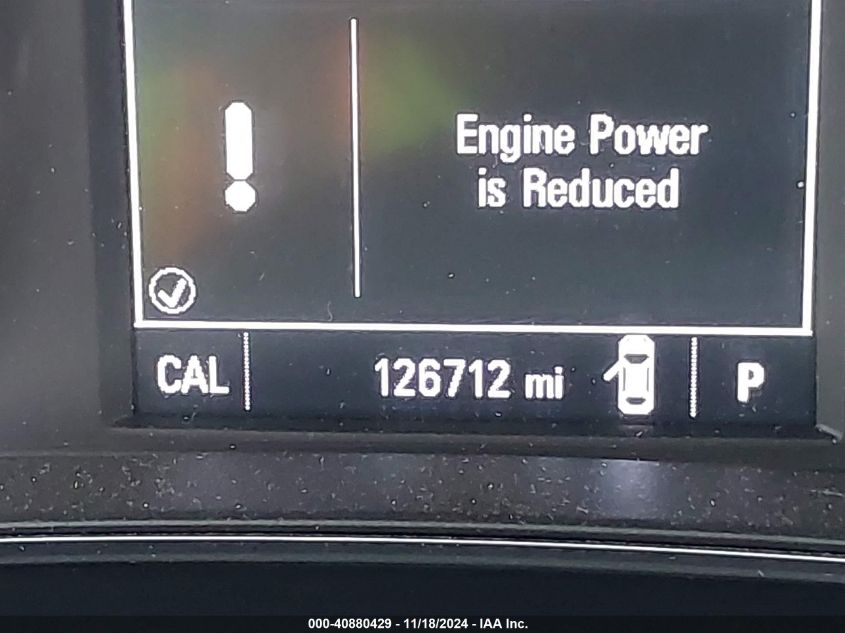 Engine Power
is Reduced
CAL 126712 mi P
000-40880429 - 11/18/2024 - IAA Inc.